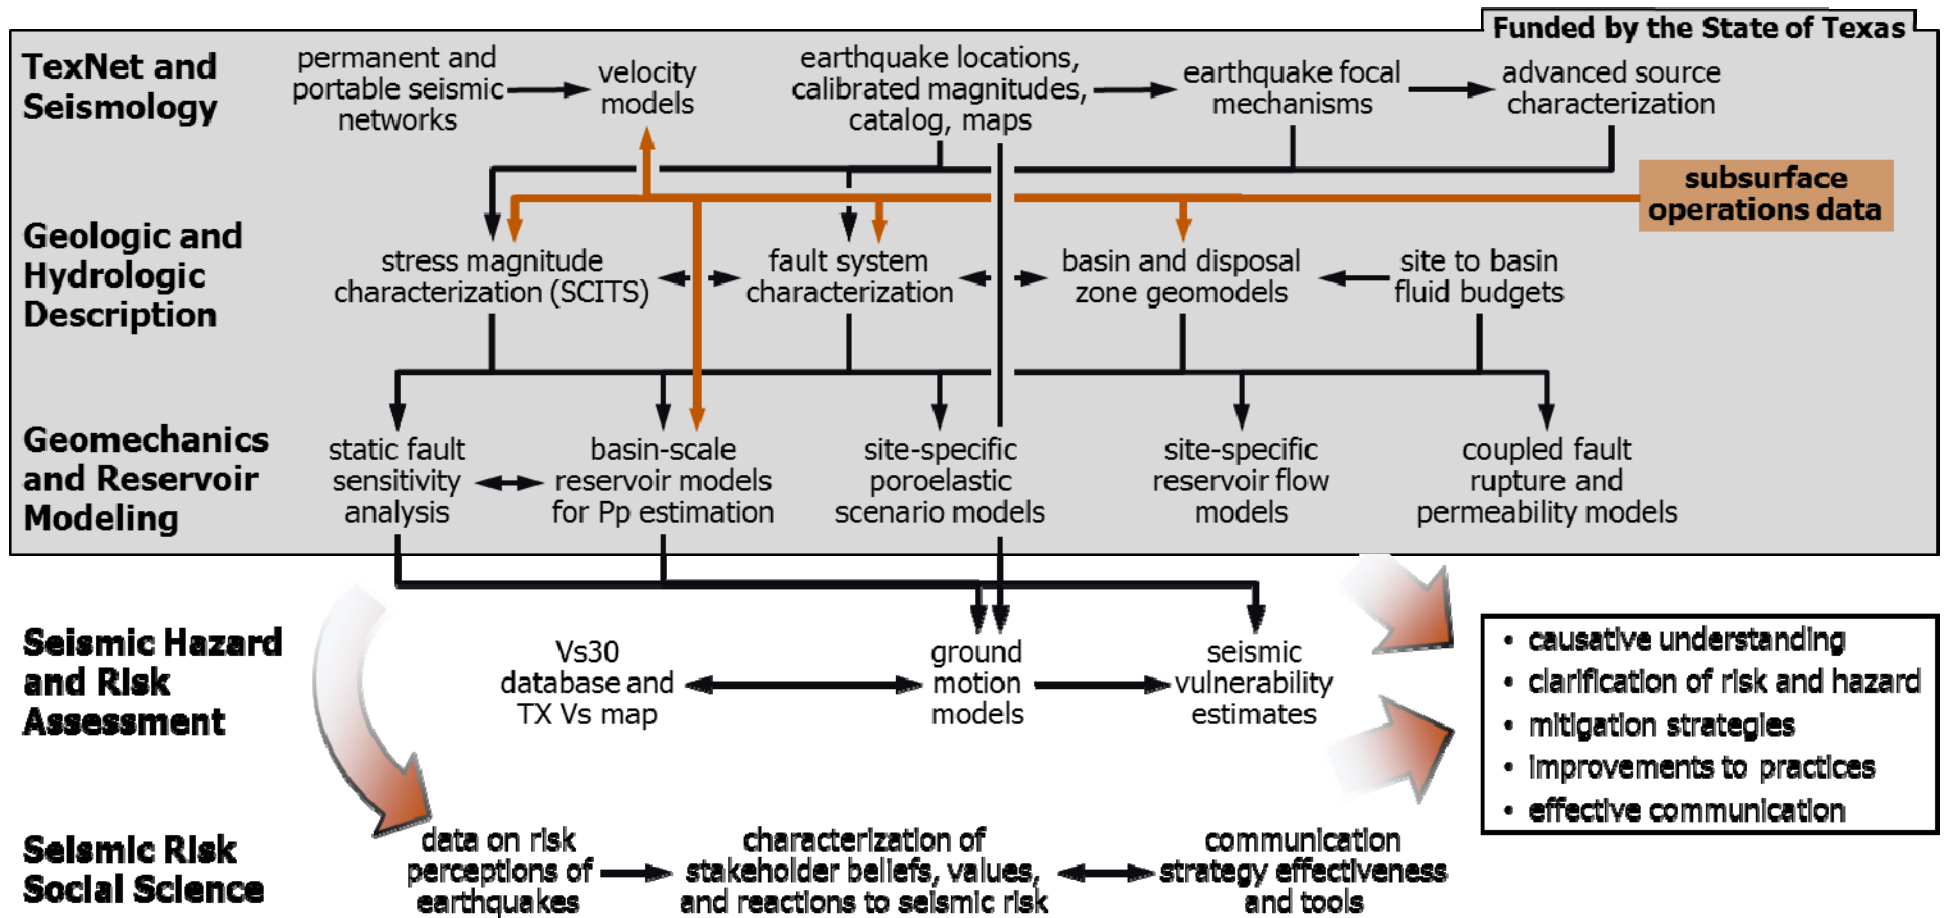 Funded by the State of Texas
TexNet and
Seismology
permanent and
portable seismic
networks
velocity
models
earthquake locations,
calibrated magnitudes,
catalog, maps
earthquake focal
mechanisms
advanced source
characterization
subsurface
operations data
Geologic and
Hydrologic
Description
stress magnitude
characterization (SCITS)
fault system
characterization
basin and disposal
zone geomodels
site to basin
fluid budgets
Geomechanics
and Reservoir
Modeling
static fault
sensitivity
analysis
basin-scale
reservoir models
for Pp estimation
site-specific
poroelastic
scenario models
site-specific
reservoir flow
models
coupled fault
rupture and
permeability models
Seismic Hazard
and Risk
Assessment
Vs30
database and
TX Vs map
ground
motion
models
seismic
vulnerability
estimates
• causative understanding
• clarification of risk and hazard
• mitigation strategies
• improvements to practices
• effective communication
Seismic Risk
Social Science
data on risk
perceptions of
earthquakes
characterization of
stakeholder beliefs, values,
and reactions to seismic risk
communication
strategy effectiveness
and tools